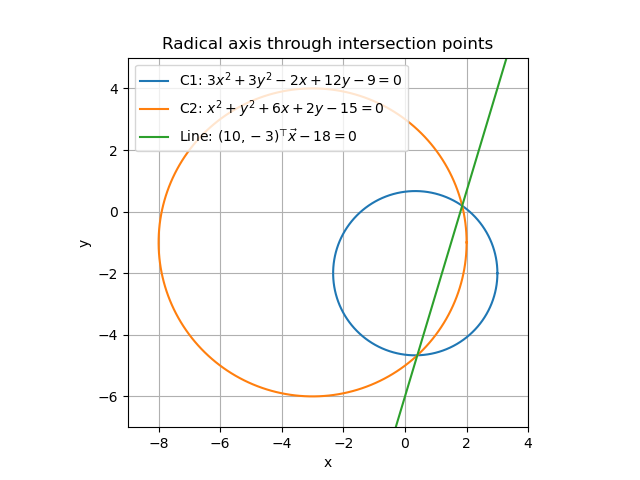 Radical axis through intersection points
C1: $3x^2 + 3y^2 - 2x + 12y - 9 = 0$
C2: $x^2 + y^2 + 6x + 2y - 15 = 0$
Line: $(10, -3)^\top \vec{x} - 18 = 0$
4
2
0
−2
−4
−6
y
−8 −6 −4 −2 0 2 4
x